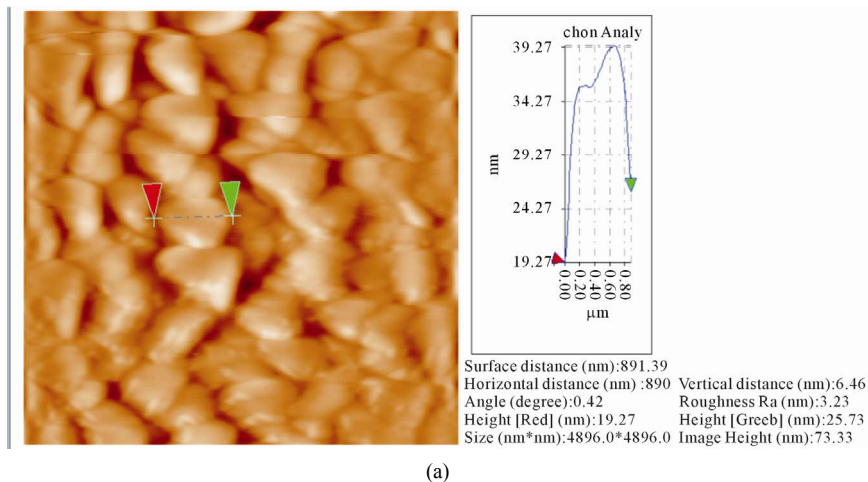 chon Analy
39.27
34.27
29.27
24.27
19.27
nm
0.00
0.20
0.40
0.60
0.80
μm
Surface distance (nm):891.39
Horizontal distance (nm) :890 Vertical distance (nm):6.46
Angle (degree):0.42 Roughness Ra (nm):3.23
Height [Red] (nm):19.27 Height [Greeb] (nm):25.73
Size (nm*nm):4896.0*4896.0 Image Height (nm):73.33
(a)